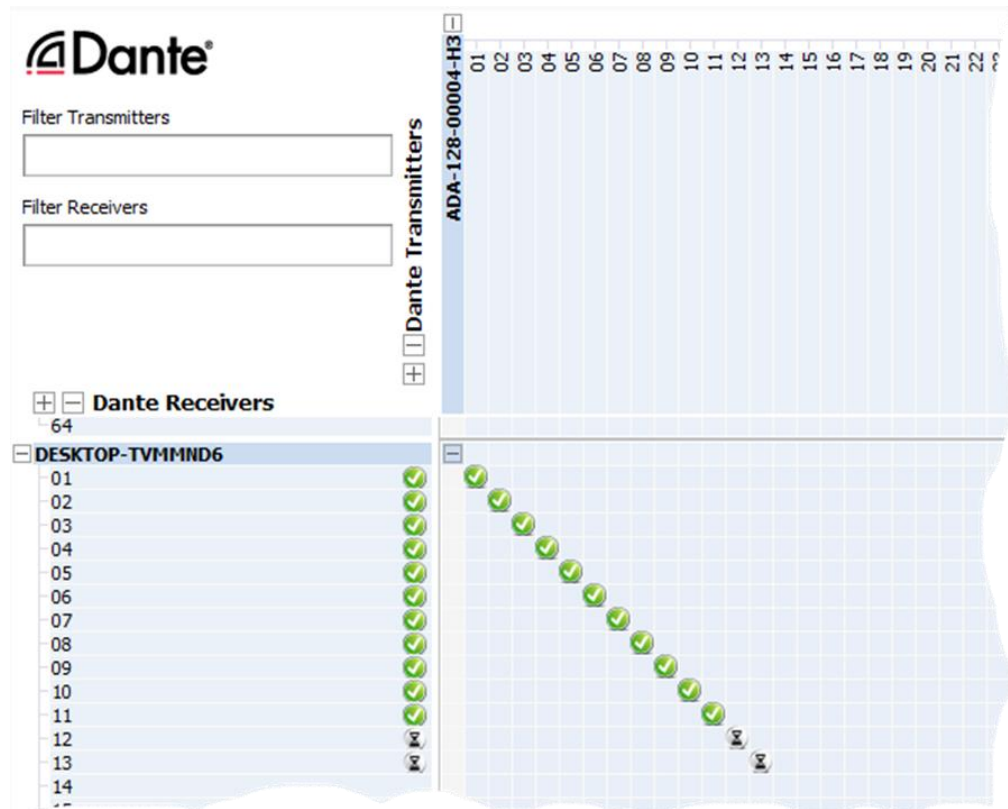 Dante®
Filter Transmitters
Filter Receivers
Dante Transmitters
ADA-128-00004-H3
01 02 03 04 05 06 07 08 09 10 11 12 13 14 15 16 17 18 19 20 21 22
Dante Receivers
64
DESKTOP-TVMMND6
01
02
03
04
05
06
07
08
09
10
11
12
13
14